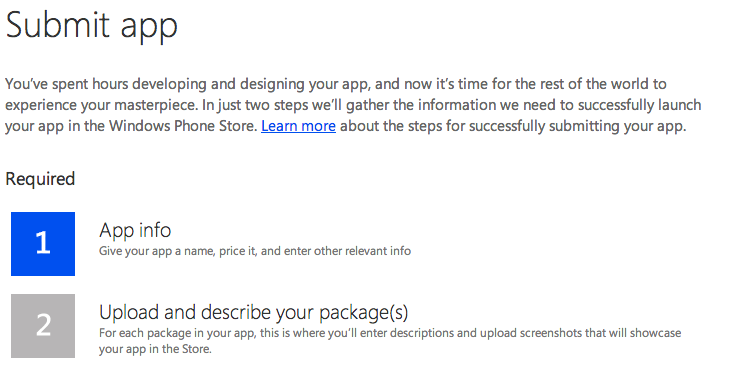 Submit app
You've spent hours developing and designing your app, and now it's time for the rest of the world to
experience your masterpiece. In just two steps we'll gather the information we need to successfully launch
your app in the Windows Phone Store. Learn more about the steps for successfully submitting your app.
Required
1
App info
Give your app a name, price it, and enter other relevant info
2
Upload and describe your package(s)
For each package in your app, this is where you'll enter descriptions and upload screenshots that will showcase
your app in the Store.